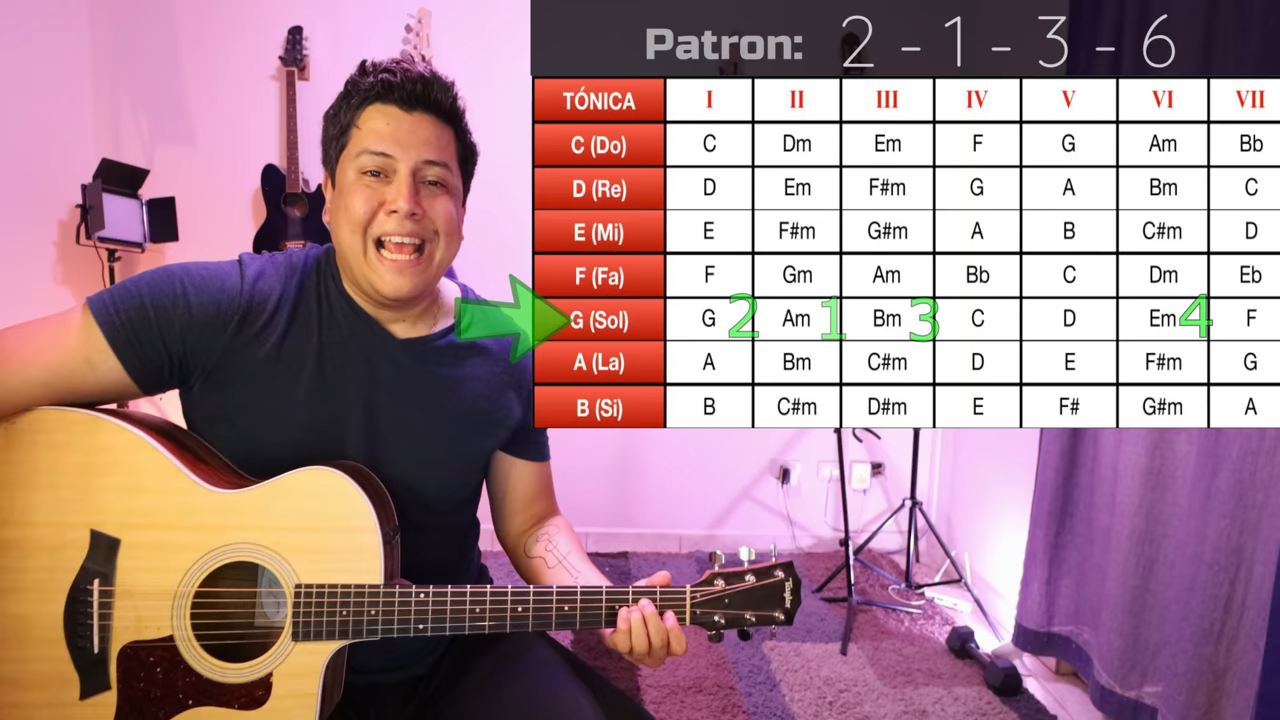 Patron: 2 - 1 - 3 - 6
TÓNICA I II III IV V VI VII
C (Do) C Dm Em F G Am Bb
D (Re) D Em F#m G A Bm C
E (Mi) E F#m G#m A B C#m D
F (Fa) F Gm Am Bb C Dm Eb
G (Sol) G 2 Am 1 Bm 3 C D Em 4 F
A (La) A Bm C#m D E F#m G
B (Si) B C#m D#m E F# G#m A
Taylor